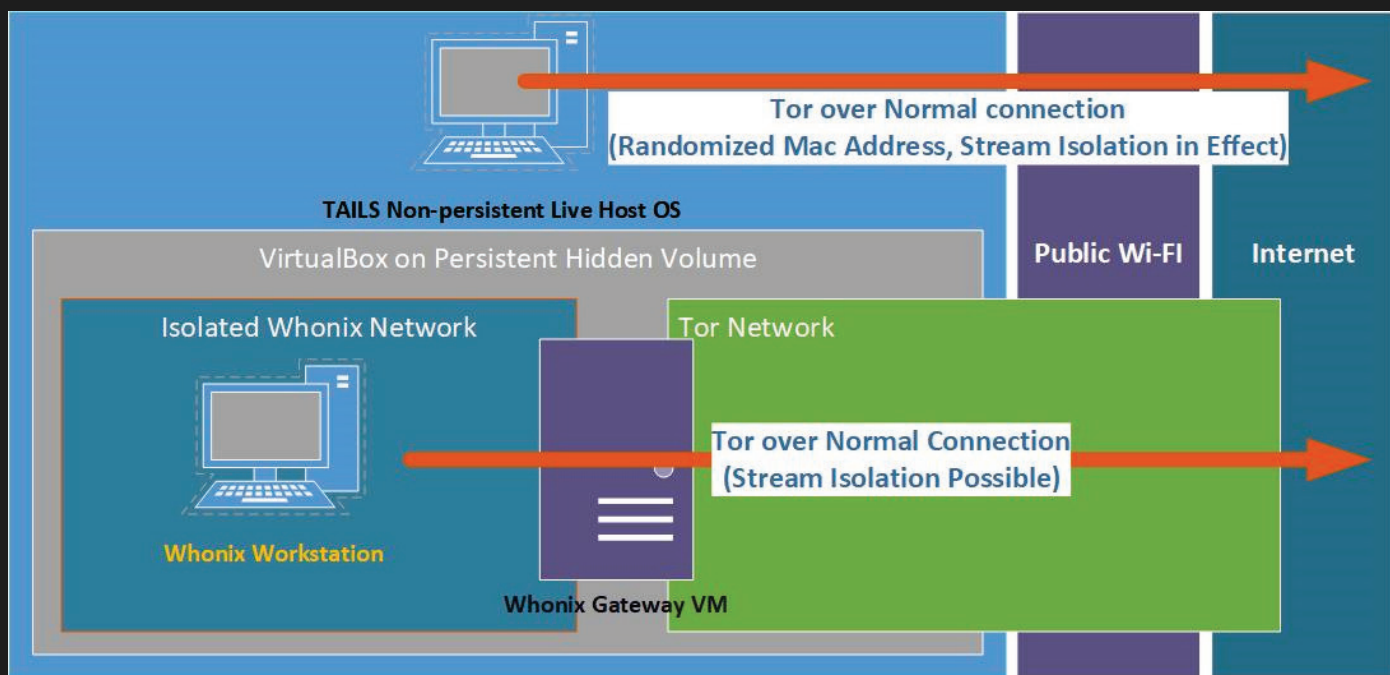 Tor over Normal connection
(Randomized Mac Address, Stream Isolation in Effect)
TAILS Non-persistent Live Host OS
VirtualBox on Persistent Hidden Volume
Public Wi-FI
Internet
Isolated Whonix Network
Tor Network
Tor over Normal Connection
(Stream Isolation Possible)
Whonix Workstation
Whonix Gateway VM